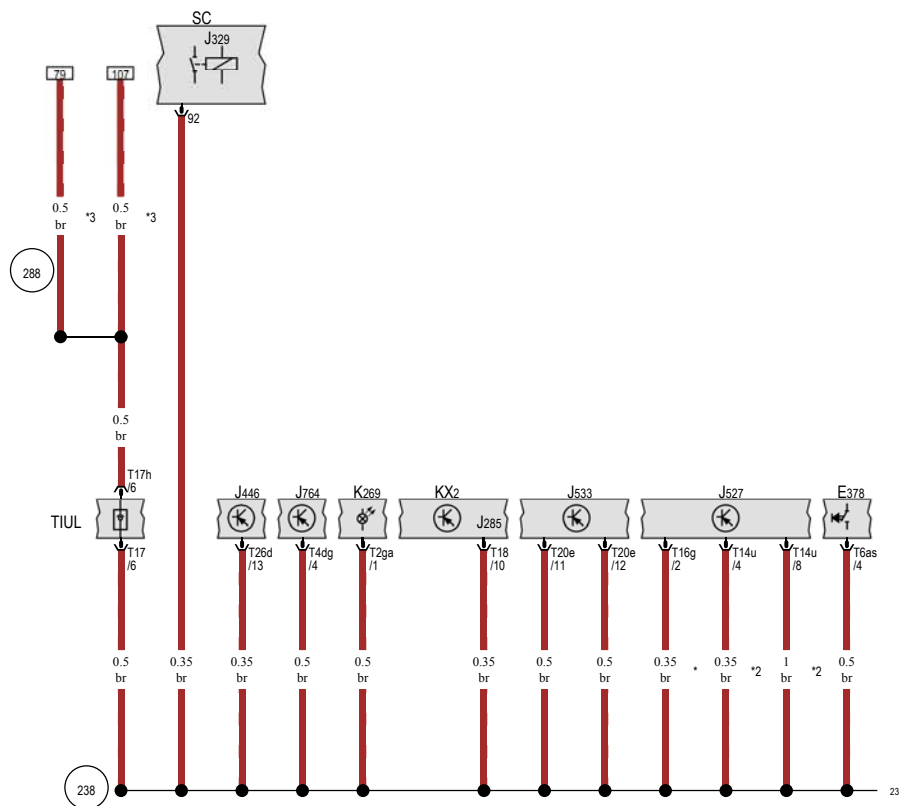 SC
J329
79
107
92
0.5
br
*3
0.5
br
*3
288
0.5
br
T17h
/6
TIUL
J446
J764
K269
KX2
J285
J533
J527
E378
T17
/6
T26d
/13
T4dg
/4
T2ga
/1
T18
/10
T20e
/11
T20e
/12
T16g
/2
T14u
/4
T14u
/8
T6as
/4
0.5
br
0.35
br
0.35
br
0.5
br
0.5
br
0.35
br
0.5
br
0.5
br
0.35
br
*
0.35
br
*2
1
br
*2
0.5
br
238
23